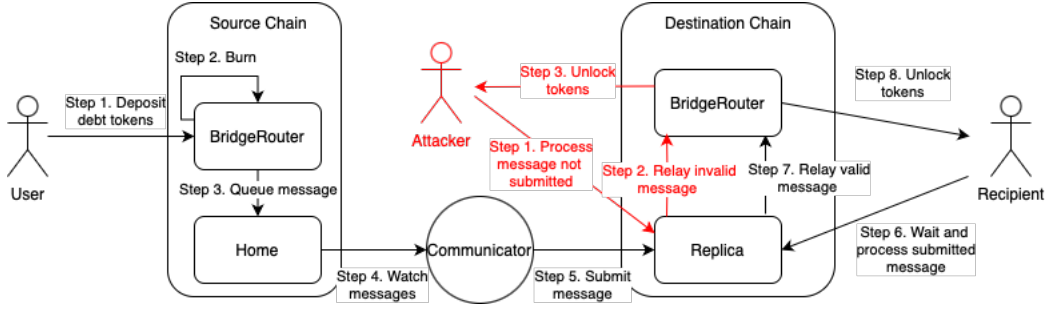 Source Chain
Destination Chain
Step 2. Burn
Step 1. Deposit
debt tokens
BridgeRouter
User
Step 3. Queue message
Home
Step 4. Watch
messages
Communicator
Step 5. Submit
message
Attacker
Step 3. Unlock
tokens
Step 1. Process
message not
submitted
Step 2. Relay invalid
message
BridgeRouter
Step 7. Relay valid
message
Replica
Step 8. Unlock
tokens
Recipient
Step 6. Wait and
process submitted
message